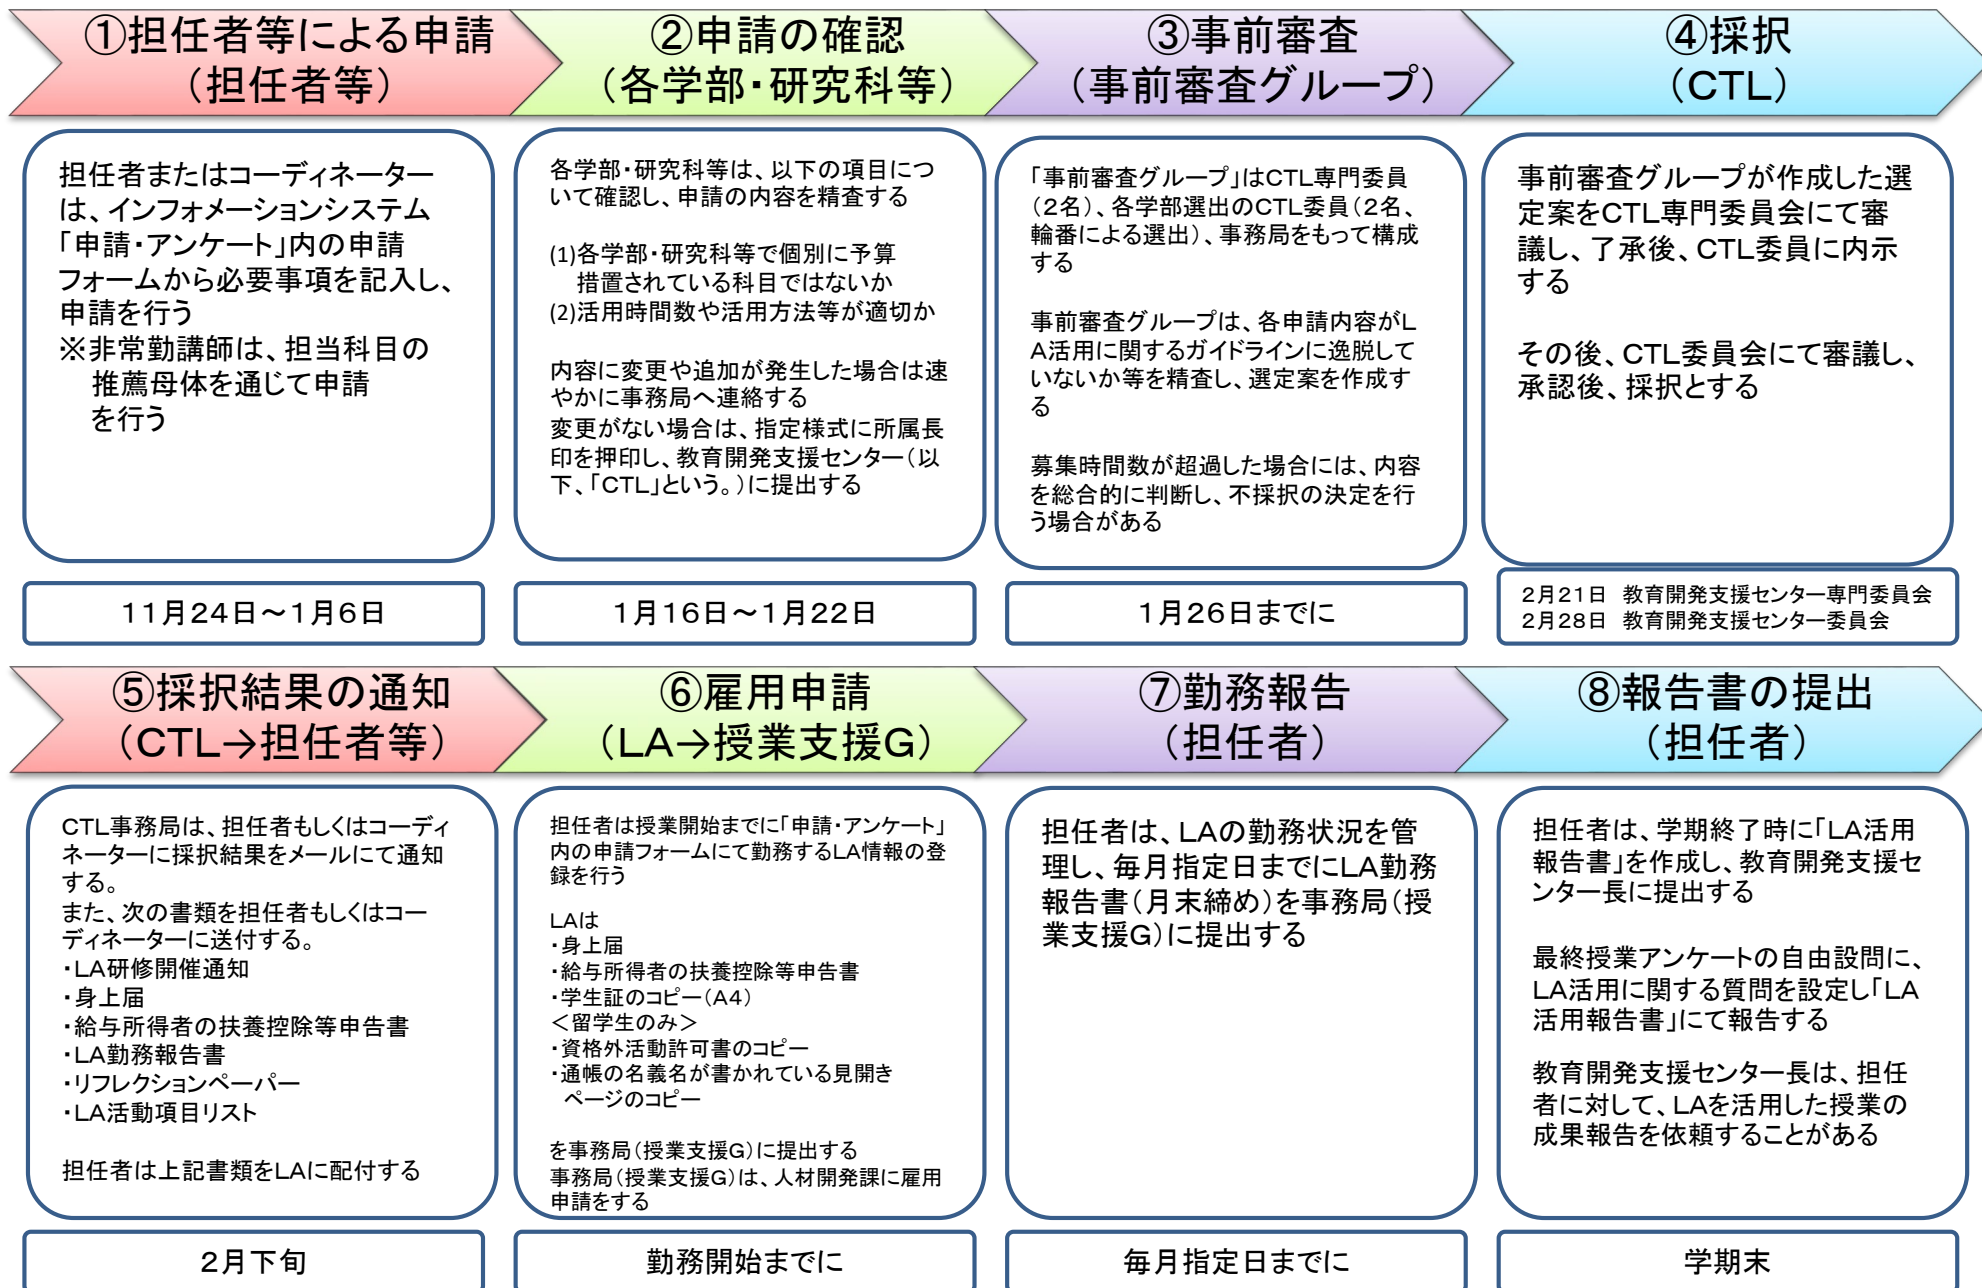 ①担任者等による申請
（担任者等）
②申請の確認
（各学部・研究科等）
③事前審査
（事前審査グループ）
④採択
（CTL）
担任者またはコーディネーター
は、インフォメーションシステム
「申請・アンケート」内の申請
フォームから必要事項を記入し、
申請を行う
※非常勤講師は、担当科目の
推薦母体を通じて申請
を行う
各学部・研究科等は、以下の項目につ
いて確認し、申請の内容を精査する
(1)各学部・研究科等で個別に予算
措置されている科目ではないか
(2)活用時間数や活用方法等が適切か
内容に変更や追加が発生した場合は速
やかに事務局へ連絡する
変更がない場合は、指定様式に所属長
印を押印し、教育開発支援センター（以
下、「CTL」という。）に提出する
「事前審査グループ」はCTL専門委員
（２名）、各学部選出のCTL委員（２名、
輪番による選出）、事務局をもって構成
する
事前審査グループは、各申請内容がL
A活用に関するガイドラインに逸脱して
いないか等を精査し、選定案を作成す
る
募集時間数が超過した場合には、内容
を総合的に判断し、不採択の決定を行
う場合がある
事前審査グループが作成した選
定案をCTL専門委員会にて審
議し、了承後、CTL委員に内示
する
その後、CTL委員会にて審議し、
承認後、採択とする
１１月２４日～１月６日
１月１６日～１月２２日
１月２６日までに
２月２１日　教育開発支援センター専門委員会
２月２８日　教育開発支援センター委員会
⑤採択結果の通知
（CTL→担任者等）
⑥雇用申請
（LA→授業支援G）
⑦勤務報告
（担任者）
⑧報告書の提出
（担任者）
CTL事務局は、担任者もしくはコーディ
ネーターに採択結果をメールにて通知
する。
また、次の書類を担任者もしくはコー
ディネーターに送付する。
・LA研修開催通知
・身上届
・給与所得者の扶養控除等申告書
・LA勤務報告書
・リフレクションペーパー
・LA活動項目リスト
担任者は上記書類をLAに配付する
担任者は授業開始までに「申請・アンケート」
内の申請フォームにて勤務するLA情報の登
録を行う
LAは
・身上届
・給与所得者の扶養控除等申告書
・学生証のコピー（A４）
＜留学生のみ＞
・資格外活動許可書のコピー
・通帳の名義名が書かれている見開き
ページのコピー
を事務局（授業支援G）に提出する
事務局（授業支援G）は、人材開発課に雇用
申請をする
担任者は、LAの勤務状況を管
理し、毎月指定日までにLA勤務
報告書（月末締め）を事務局（授
業支援G）に提出する
担任者は、学期終了時に「LA活用
報告書」を作成し、教育開発支援セ
ンター長に提出する
最終授業アンケートの自由設問に、
LA活用に関する質問を設定し「LA
活用報告書」にて報告する
教育開発支援センター長は、担任
者に対して、LAを活用した授業の
成果報告を依頼することがある
２月下旬
勤務開始までに
毎月指定日までに
学期末